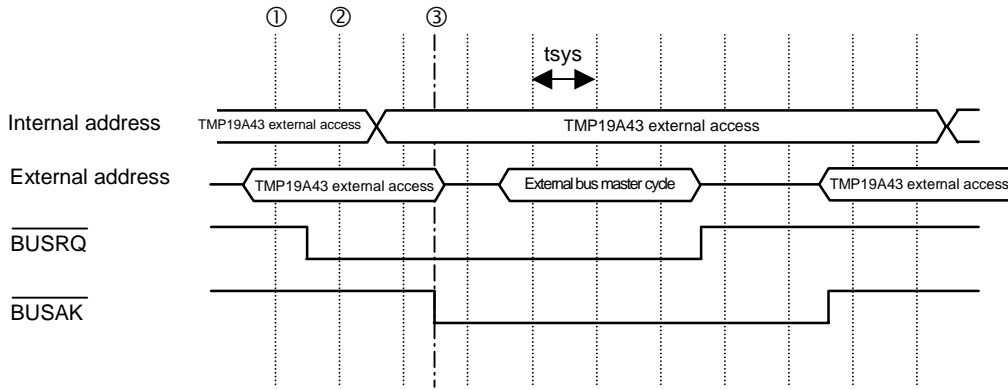 ① ② ③
tsys
Internal address TMP19A43 external access TMP19A43 external access
External address TMP19A43 external access External bus master cycle TMP19A43 external access
BUSRQ
BUSAK